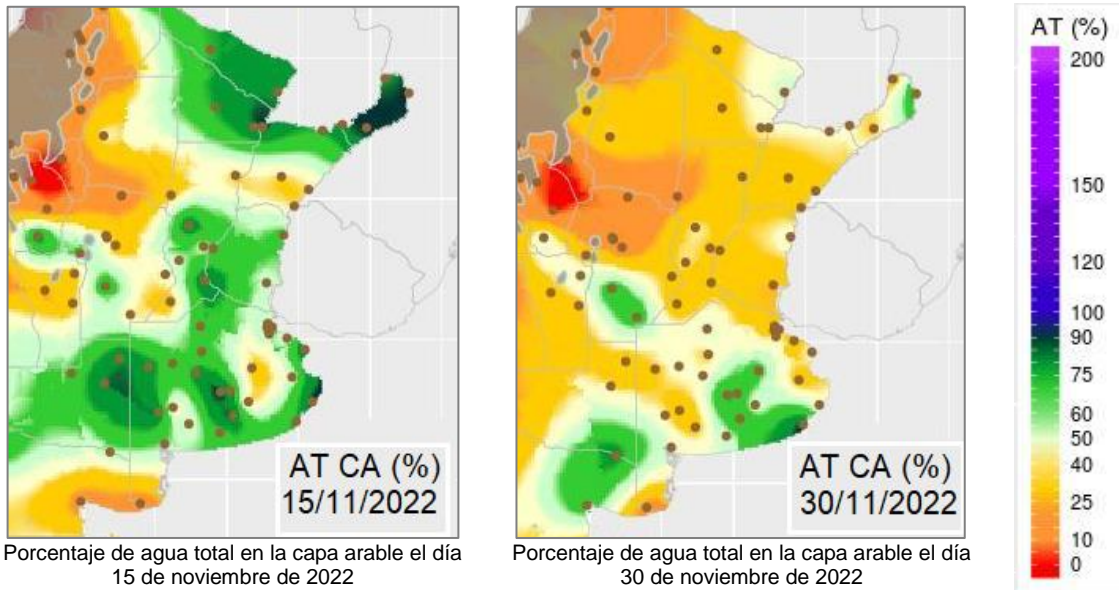 AT CA (%)
15/11/2022
Porcentaje de agua total en la capa arable el día
15 de noviembre de 2022
AT CA (%)
30/11/2022
Porcentaje de agua total en la capa arable el día
30 de noviembre de 2022
AT (%)
200
150
120
100
90
75
60
50
40
25
10
0